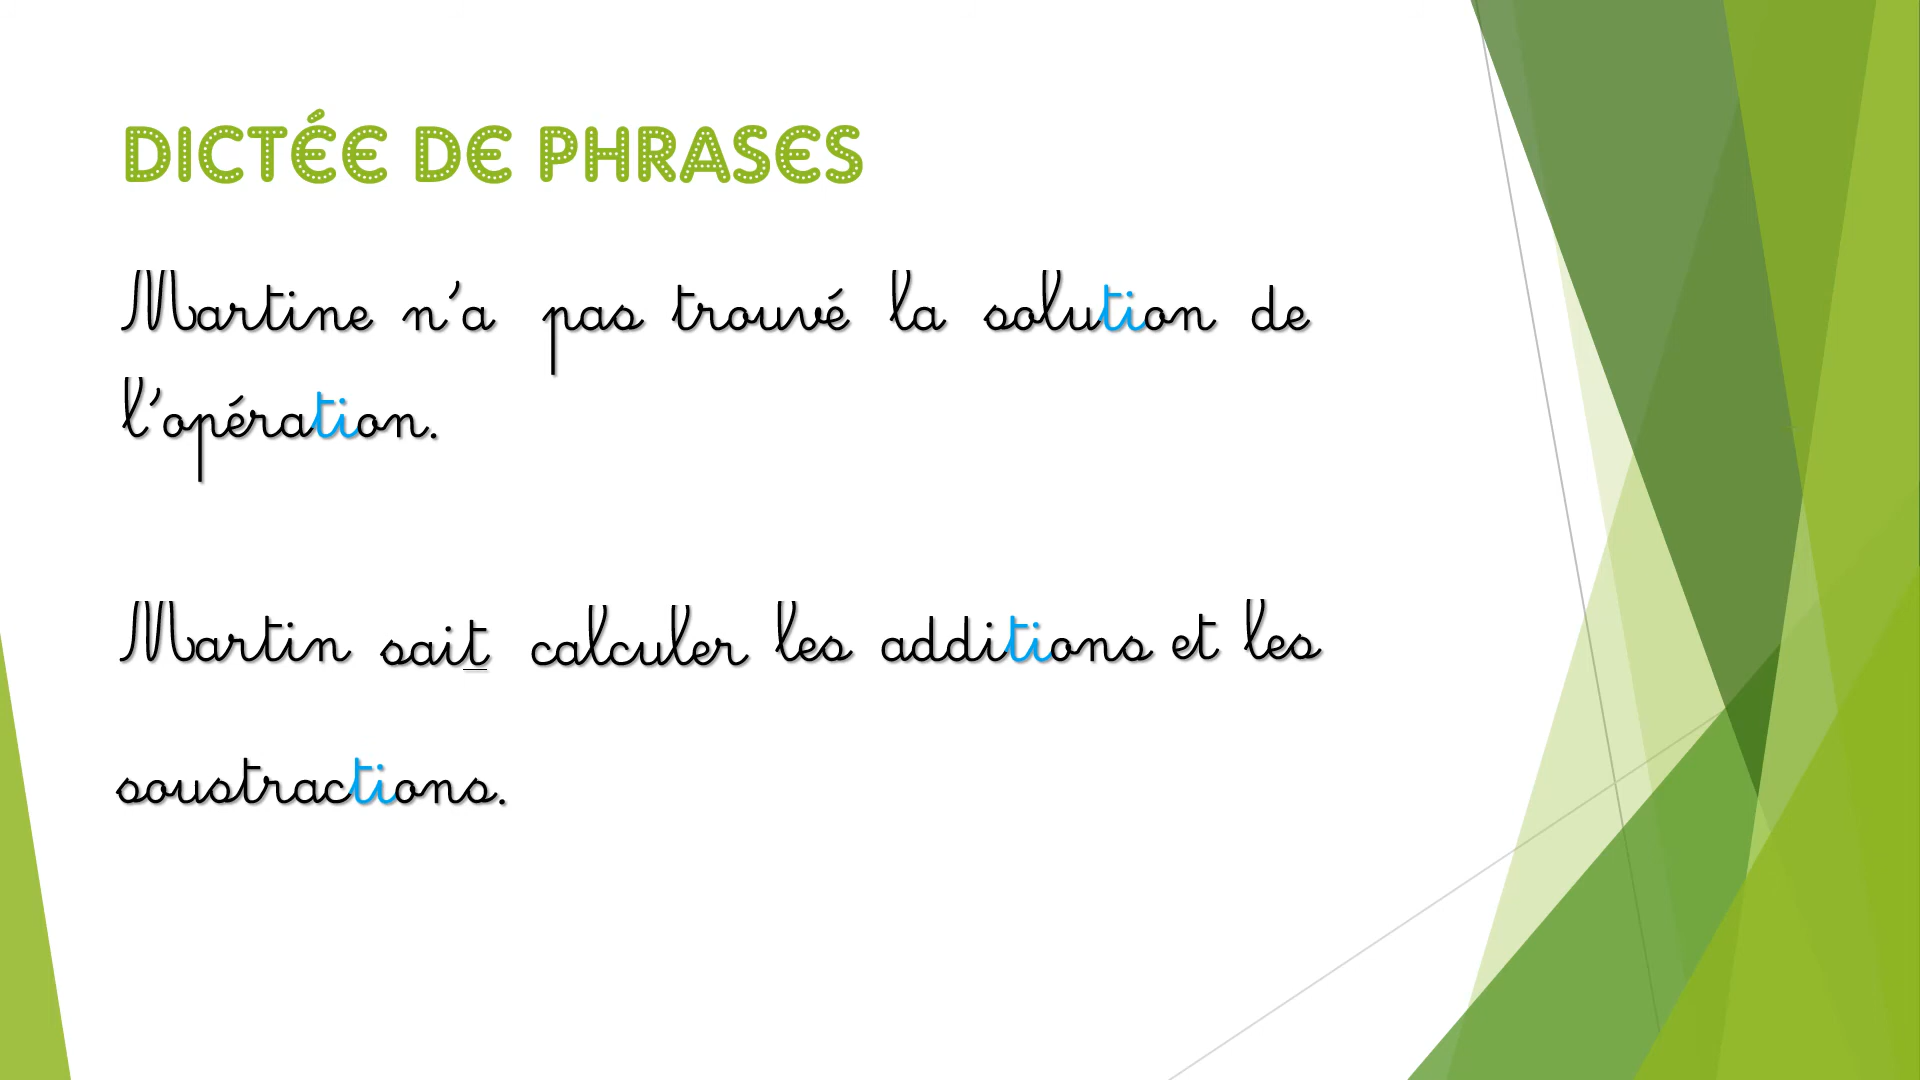 DICTÉE DE PHRASES
Martine n'a pas trouvé la solution de
l'opération.
Martin sait calculer les additions et les
soustractions.